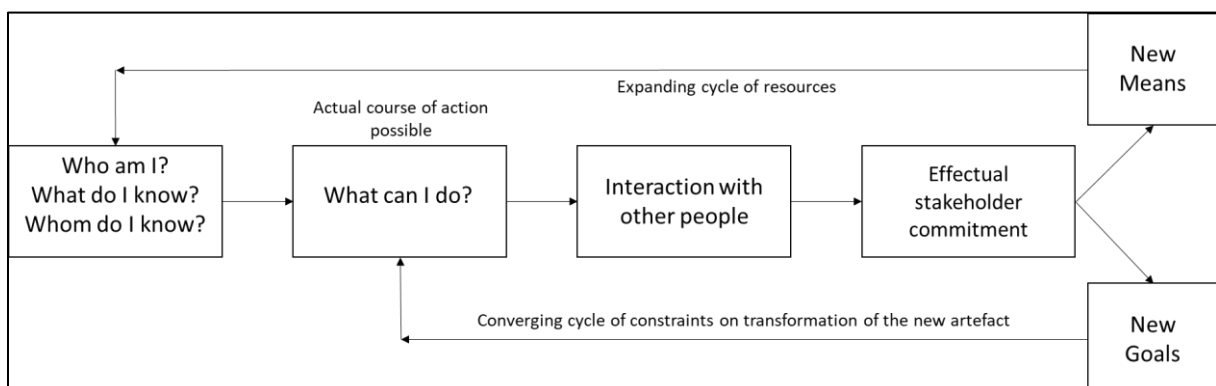 New
Means
Expanding cycle of resources
Actual course of action
possible
Who am I?
What do I know?
Whom do I know?
What can I do?
Interaction with
other people
Effectual
stakeholder
commitment
Converging cycle of constraints on transformation of the new artefact
New
Goals